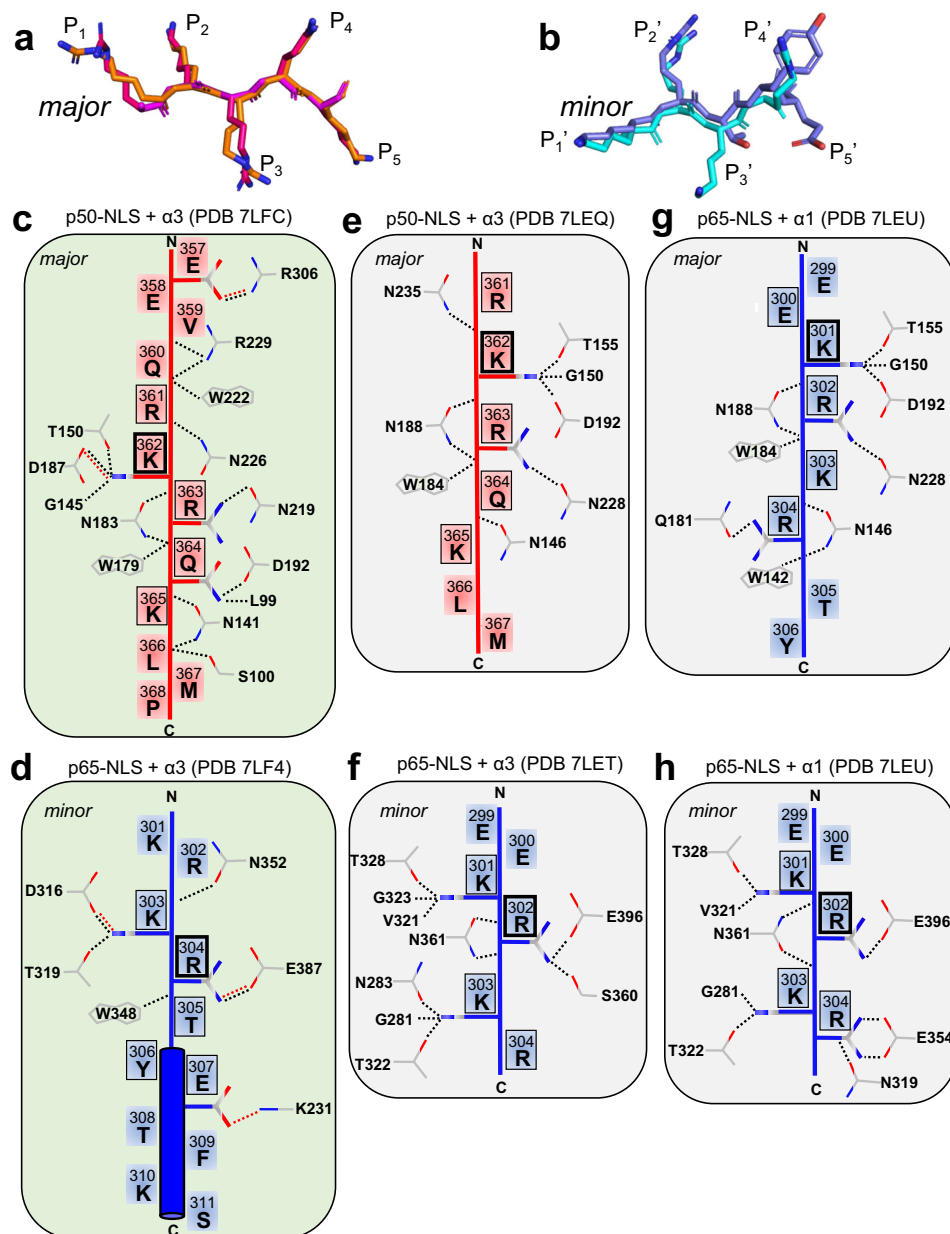 a
P1
P2
P4
major
P3
P5
b
P2’
P4’
minor
P1’
P3’
P5’
c
p50-NLS + α3 (PDB 7LFC)
major
N
357
E
R306
358
E
359
V
R229
360
Q
W222
361
R
T150
362
K
D187
N226
G145
363
R
N219
N183
364
Q
W179
D192
365
K
L99
N141
366
L
367
M
S100
368
P
C
e
p50-NLS + α3 (PDB 7LEQ)
major
N
N235
361
R
362
K
T155
G150
N188
363
R
D192
W184
364
Q
N228
365
K
N146
366
L
367
M
C
g
p65-NLS + α1 (PDB 7LEU)
major
N
299
E
300
E
301
K
T155
G150
302
R
N188
D192
W184
303
K
N228
Q181
304
R
N146
W142
305
T
306
Y
C
d
p65-NLS + α3 (PDB 7LF4)
minor
N
301
K
302
R
N352
D316
303
K
304
R
E387
T319
W348
305
T
306
Y
307
E
K231
308
T
309
F
310
K
311
S
C
f
p65-NLS + α3 (PDB 7LET)
minor
N
299
E
300
E
T328
301
K
G323
V321
302
R
E396
N361
N283
303
K
S360
G281
304
R
T322
C
h
p65-NLS + α1 (PDB 7LEU)
minor
N
299
E
300
E
T328
301
K
V321
302
R
E396
N361
G281
303
K
304
R
E354
T322
N319
C